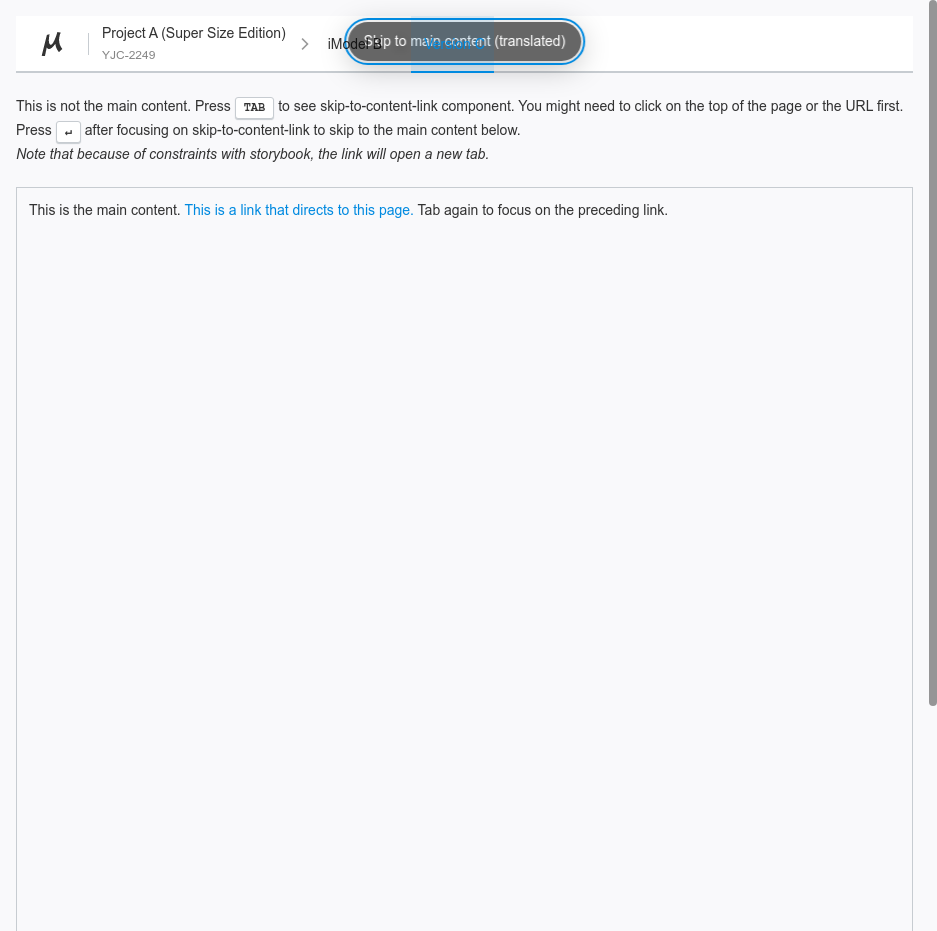 Project A (Super Size Edition)
YJC-2249
iModel B
Skip to main content (translated)
This is not the main content. Press TAB to see skip-to-content-link component. You might need to click on the top of the page or the URL first.
Press ↵ after focusing on skip-to-content-link to skip to the main content below.
Note that because of constraints with storybook, the link will open a new tab.
This is the main content. This is a link that directs to this page. Tab again to focus on the preceding link.